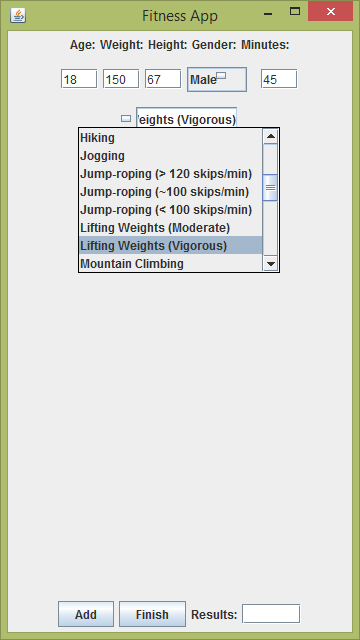 Fitness App
Age: Weight: Height: Gender: Minutes:
18 150 67 Male 45
eights (Vigorous)
Hiking
Jogging
Jump-roping (> 120 skips/min)
Jump-roping (~100 skips/min)
Jump-roping (< 100 skips/min)
Lifting Weights (Moderate)
Lifting Weights (Vigorous)
Mountain Climbing
Add Finish Results: